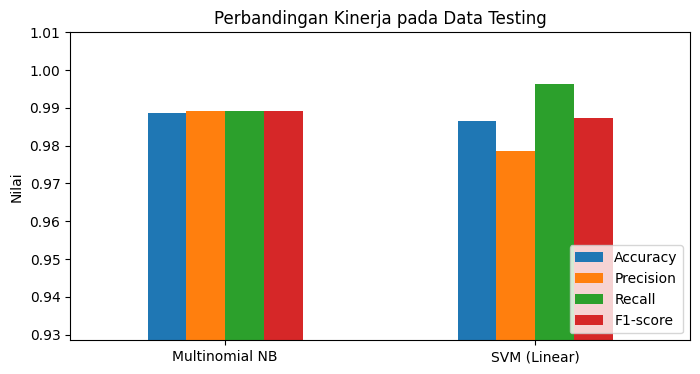 Perbandingan Kinerja pada Data Testing
Nilai
1.01
1.00
0.99
0.98
0.97
0.96
0.95
0.94
0.93
Multinomial NB
SVM (Linear)
Accuracy
Precision
Recall
F1-score